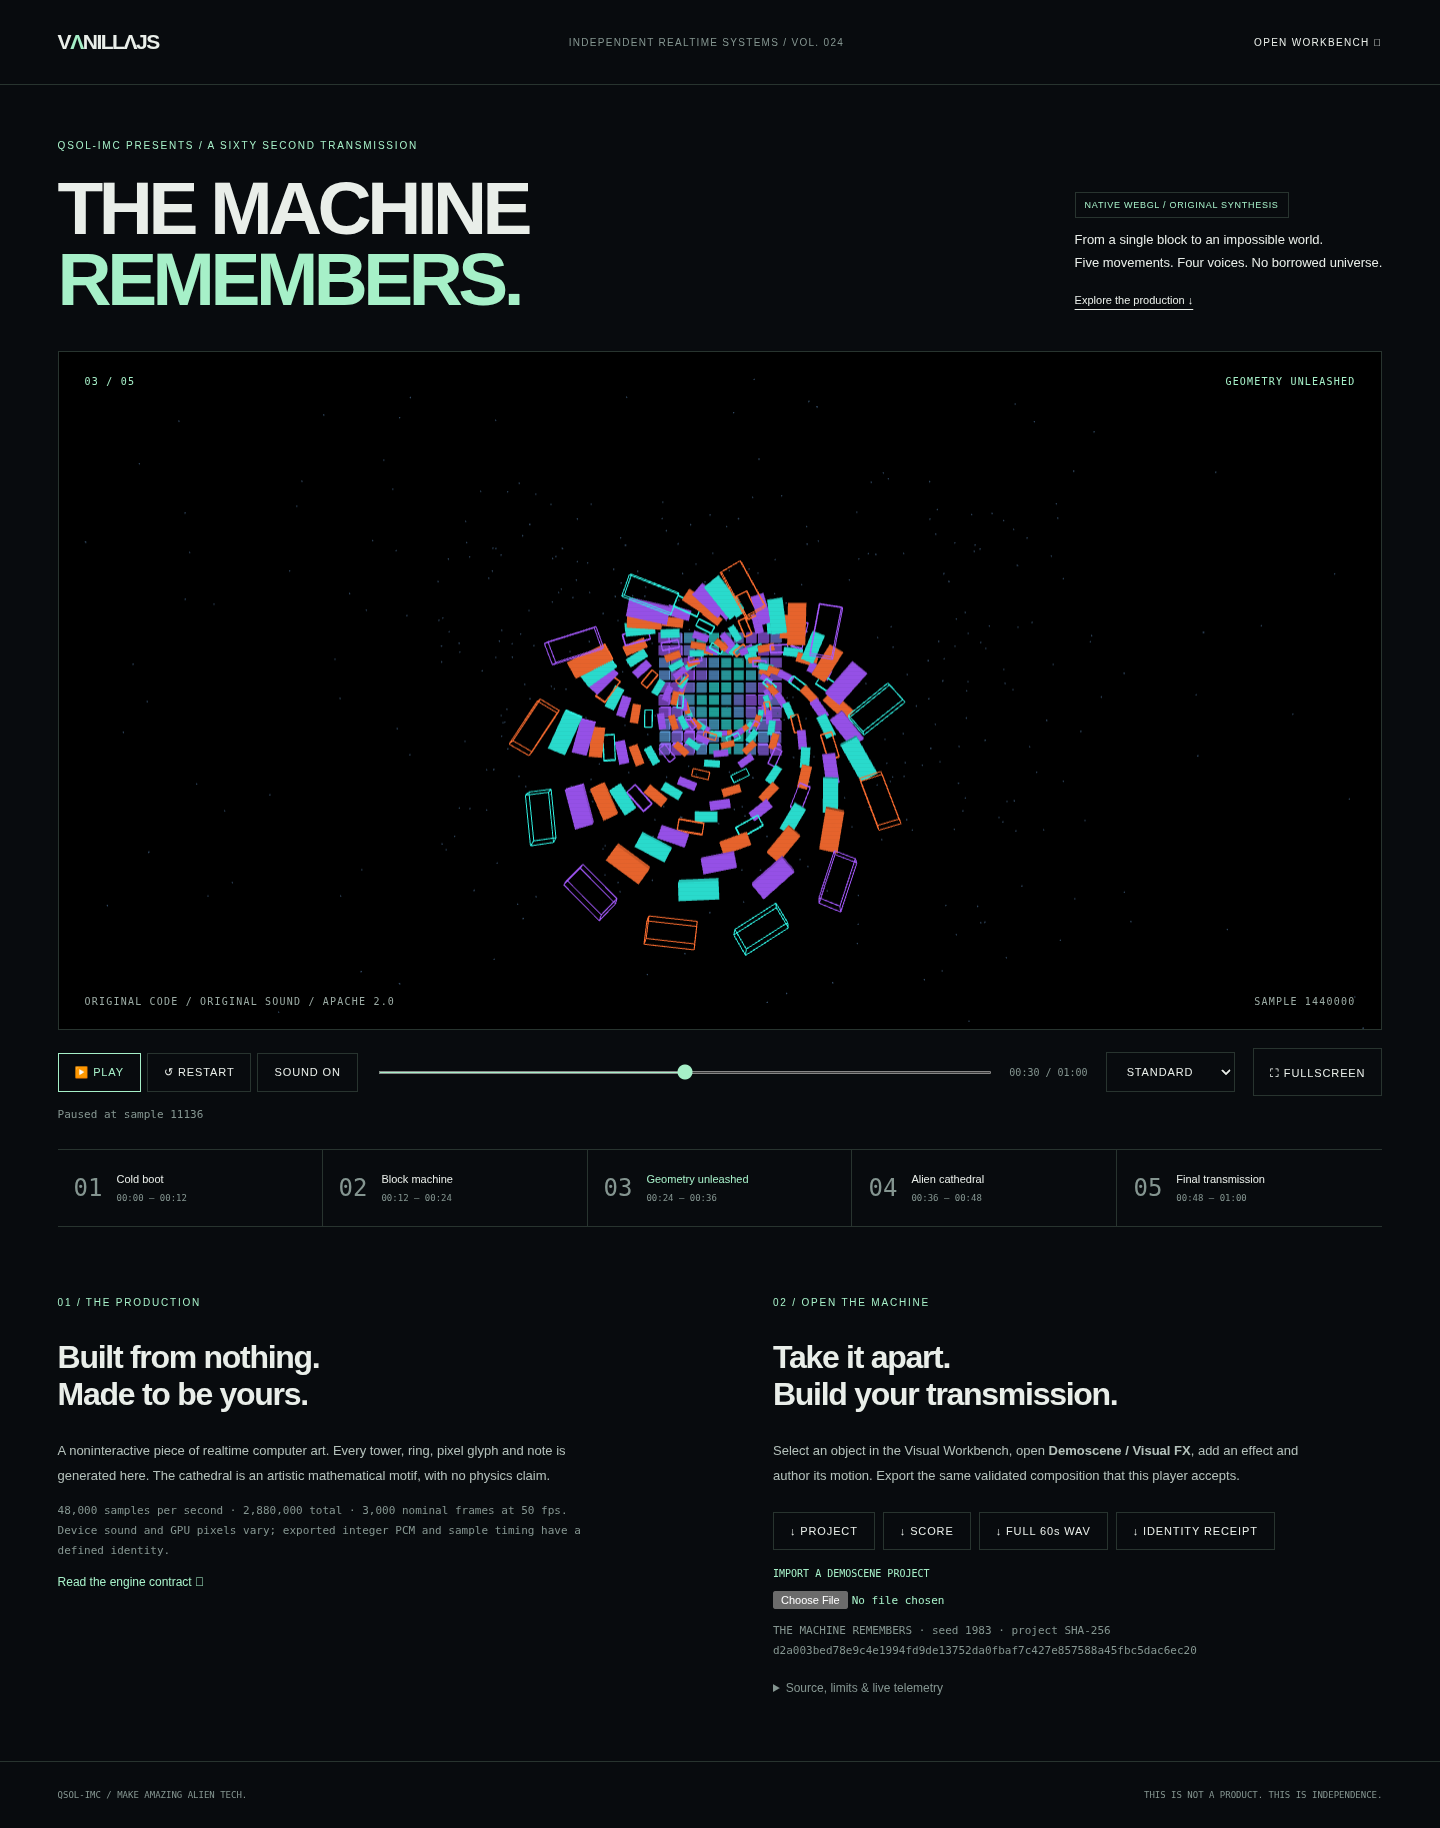 VΛNILLΛJS
INDEPENDENT REALTIME SYSTEMS / VOL. 024
OPEN WORKBENCH
QSOL-IMC PRESENTS / A SIXTY SECOND TRANSMISSION
THE MACHINE
REMEMBERS.
NATIVE WEBGL / ORIGINAL SYNTHESIS
From a single block to an impossible world.
Five movements. Four voices. No borrowed universe.
Explore the production ↓
03 / 05
GEOMETRY UNLEASHED
ORIGINAL CODE / ORIGINAL SOUND / APACHE 2.0
SAMPLE 1440000
▶ PLAY
↺ RESTART
SOUND ON
00:30 / 01:00
STANDARD
⛶ FULLSCREEN
Paused at sample 11136
01 Cold boot
00:00 — 00:12
02 Block machine
00:12 — 00:24
03 Geometry unleashed
00:24 — 00:36
04 Alien cathedral
00:36 — 00:48
05 Final transmission
00:48 — 01:00
01 / THE PRODUCTION
Built from nothing.
Made to be yours.
A noninteractive piece of realtime computer art. Every tower, ring, pixel glyph and note is
generated here. The cathedral is an artistic mathematical motif, with no physics claim.
48,000 samples per second · 2,880,000 total · 3,000 nominal frames at 50 fps.
Device sound and GPU pixels vary; exported integer PCM and sample timing have a
defined identity.
Read the engine contract
02 / OPEN THE MACHINE
Take it apart.
Build your transmission.
Select an object in the Visual Workbench, open Demoscene / Visual FX, add an effect and
author its motion. Export the same validated composition that this player accepts.
↓ PROJECT
↓ SCORE
↓ FULL 60s WAV
↓ IDENTITY RECEIPT
IMPORT A DEMOSCENE PROJECT
Choose File No file chosen
THE MACHINE REMEMBERS · seed 1983 · project SHA-256
d2a003bed78e9c4e1994fd9de13752da0fbaf7c427e857588a45fbc5dac6ec20
▶ Source, limits & live telemetry
QSOL-IMC / MAKE AMAZING ALIEN TECH.
THIS IS NOT A PRODUCT. THIS IS INDEPENDENCE.